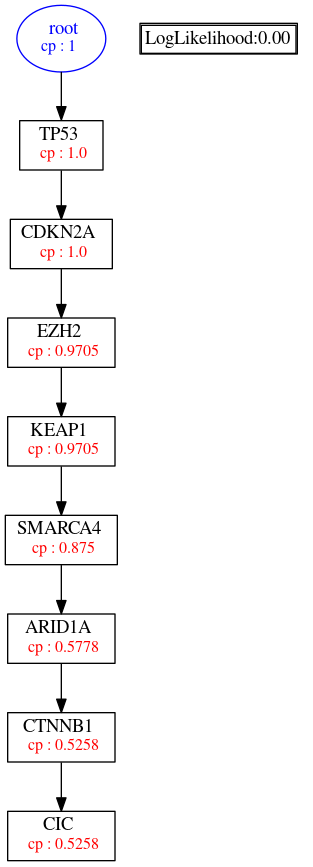 root
cp : 1
LogLikelihood:0.00
TP53
cp : 1.0
CDKN2A
cp : 1.0
EZH2
cp : 0.9705
KEAP1
cp : 0.9705
SMARCA4
cp : 0.875
ARID1A
cp : 0.5778
CTNNB1
cp : 0.5258
CIC
cp : 0.5258